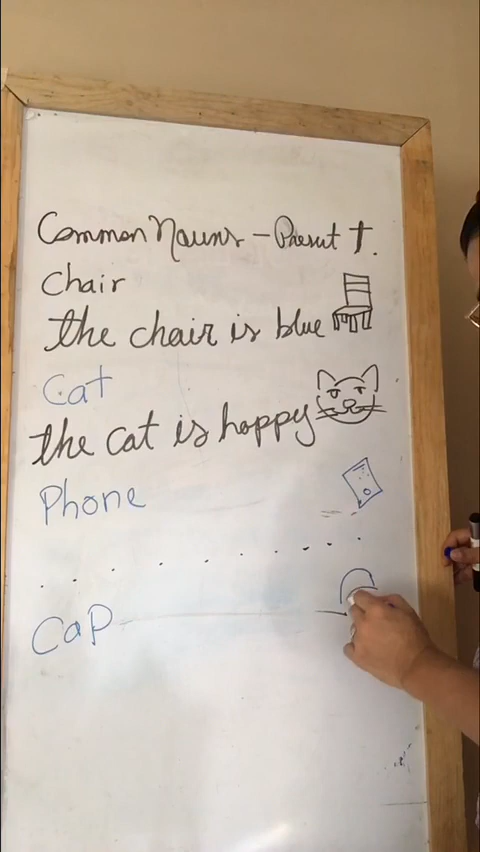 Common Nouns - Present T.
Chair
the chair is blue
Cat
the cat is happy
Phone
. . . . . . . . . .
Cap